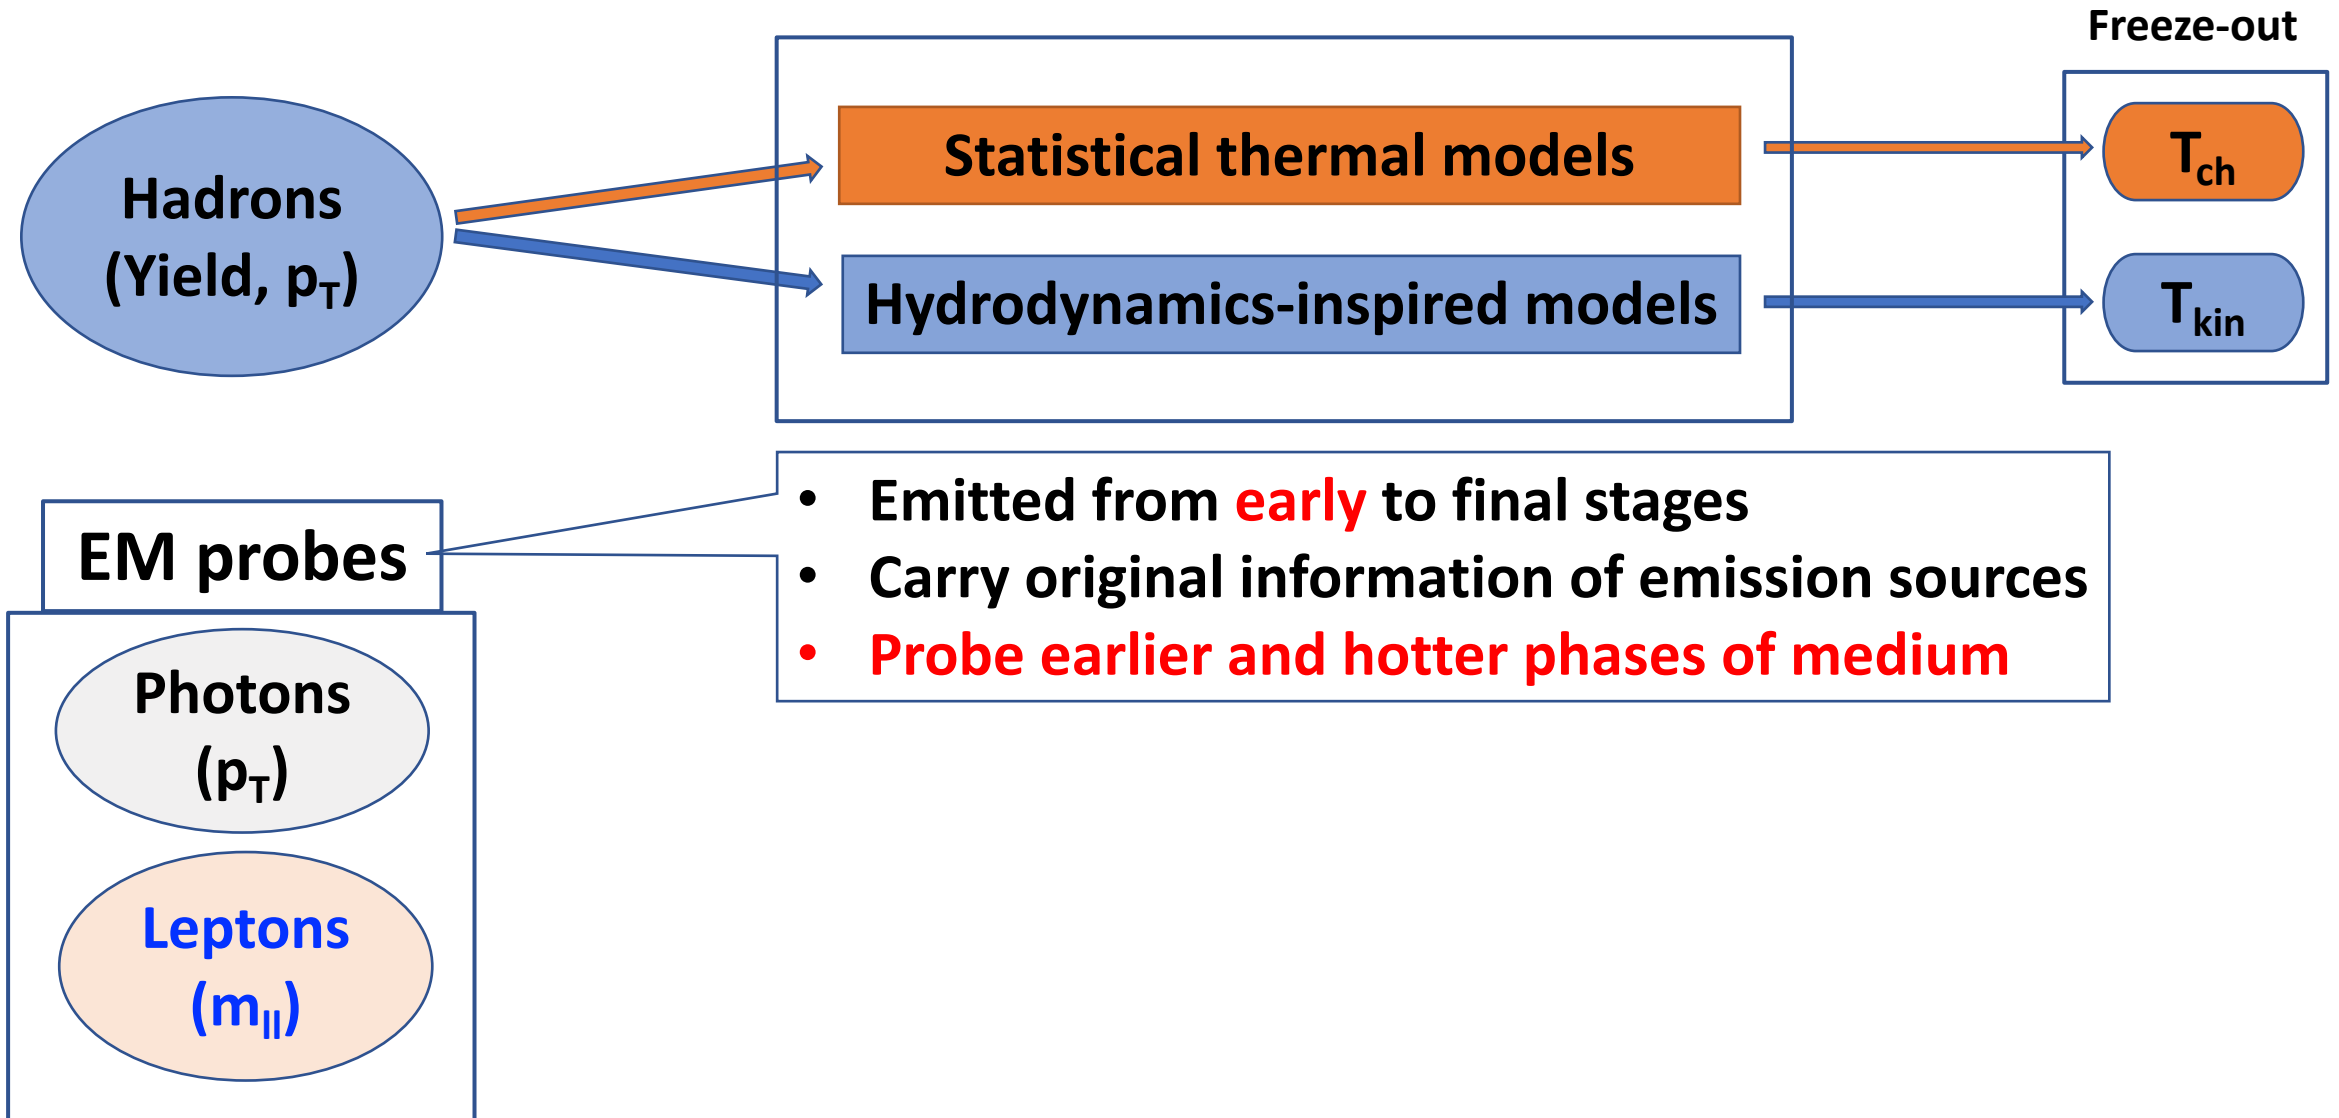 Freeze-out
Hadrons
(Yield, pT)
Statistical thermal models
Hydrodynamics-inspired models
Tch
Tkin
EM probes
• Emitted from early to final stages
• Carry original information of emission sources
• Probe earlier and hotter phases of medium
Photons
(pT)
Leptons
(mll)